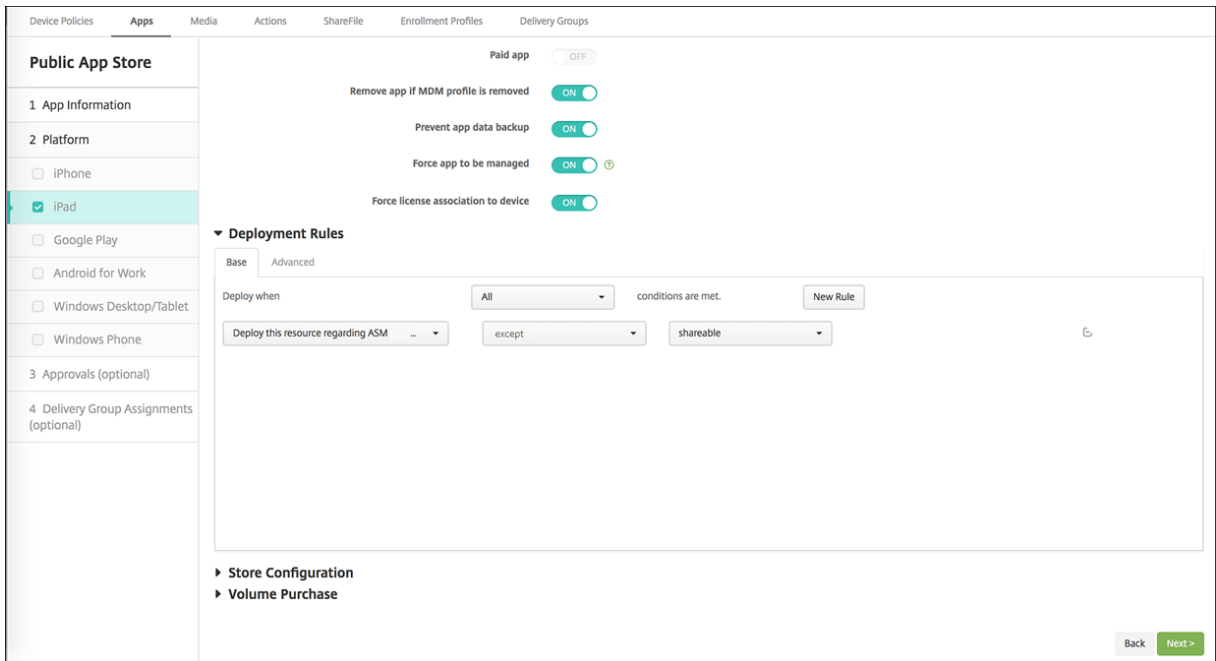 Device Policies Apps Media Actions ShareFile Enrollment Profiles Delivery Groups
Public App Store
1 App Information
2 Platform
iPhone
iPad
Google Play
Android for Work
Windows Desktop/Tablet
Windows Phone
3 Approvals (optional)
4 Delivery Group Assignments
(optional)
Paid app OFF
Remove app if MDM profile is removed ON
Prevent app data backup ON
Force app to be managed ON ?
Force license association to device ON
Deployment Rules
Base Advanced
Deploy when All conditions are met. New Rule
Deploy this resource regarding ASM ... except shareable
Store Configuration
Volume Purchase
Back Next >